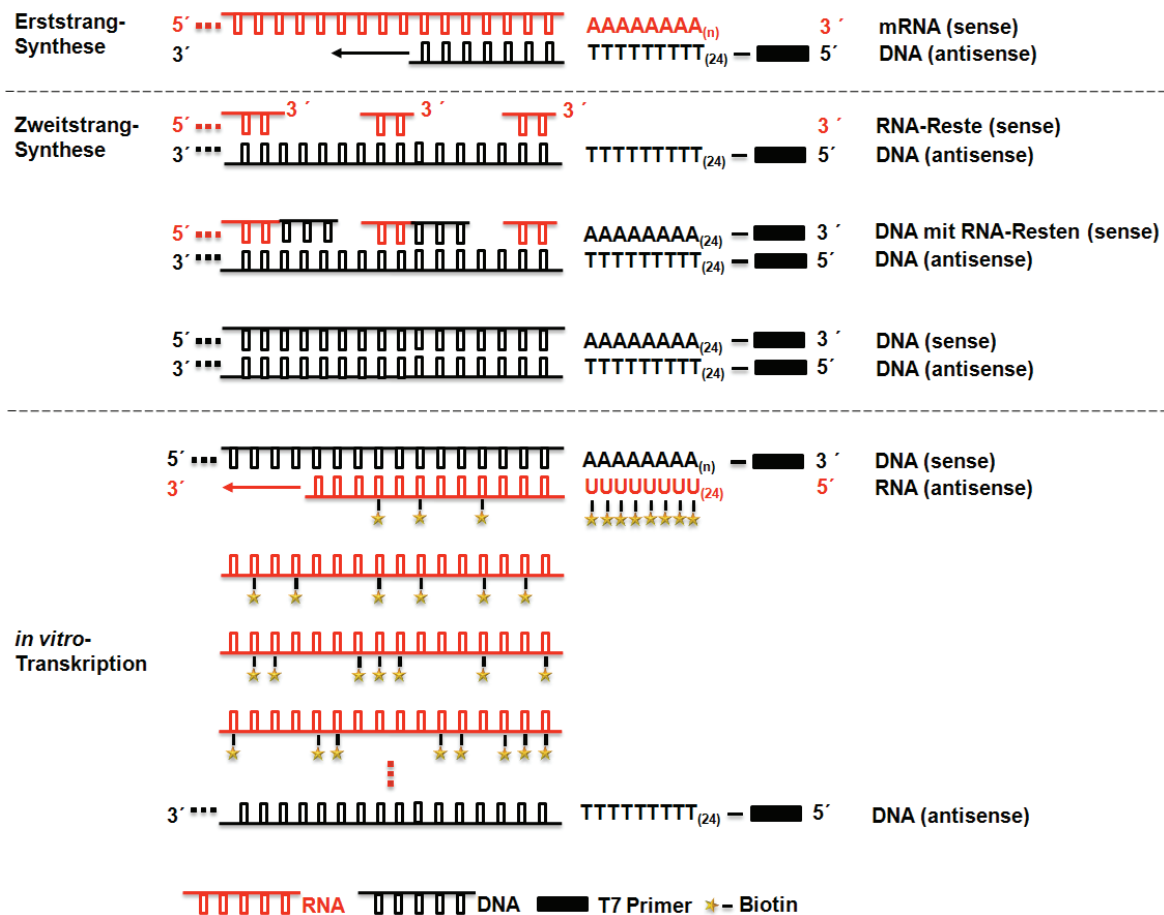 Erststrang-
Synthese
5´ AAAAAAAA(n) 3 ´ mRNA (sense)
3´ TTTTTTTTT(24) 5´ DNA (antisense)
Zweitstrang-
Synthese
3 ´ 3 ´ 3 ´
5´ 3 ´ RNA-Reste (sense)
3´ TTTTTTTTT(24) 5´ DNA (antisense)
5´ AAAAAAAA(24) 3 ´ DNA mit RNA-Resten (sense)
3´ TTTTTTTTT(24) 5´ DNA (antisense)
5´ AAAAAAAA(24) 3 DNA (sense)
3´ TTTTTTTTT(24) 5´ DNA (antisense)
5´ AAAAAAAA(n) 3 ´ DNA (sense)
3´ UUUUUUUU(24) 5´ RNA (antisense)
in vitro-
Transkription
3´ TTTTTTTTT(24) 5´ DNA (antisense)
RNA DNA T7 Primer – Biotin